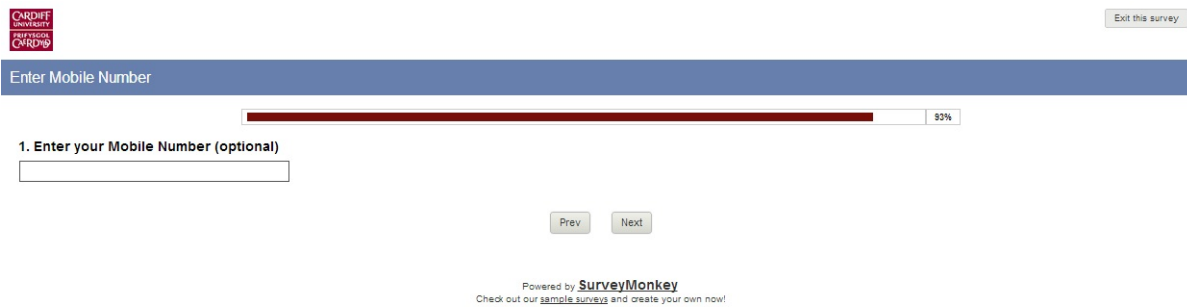 CARDIFF
UNIVERSITY
PRIFYSGOL
CAERDYDD
Exit this survey
Enter Mobile Number
93%
1. Enter your Mobile Number (optional)
Prev Next
Powered by SurveyMonkey
Check out our sample surveys and create your own now!